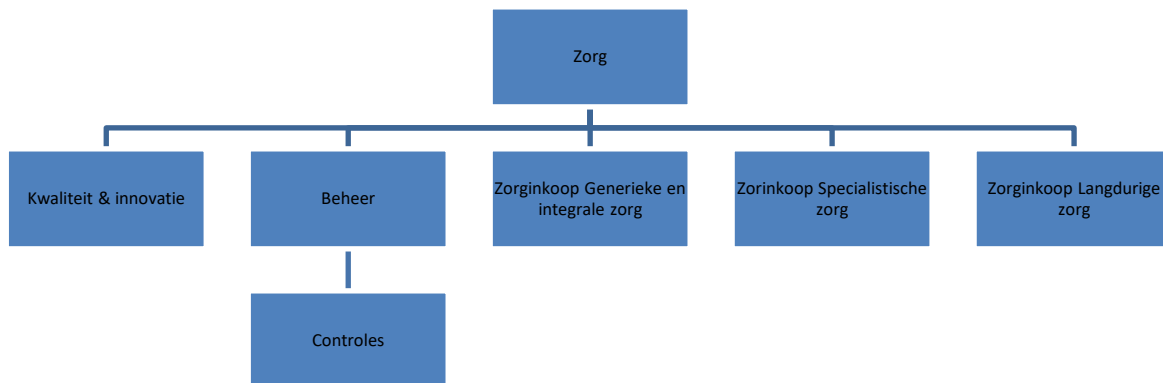 Zorg
Kwaliteit & innovatie
Beheer
Zorginkoop Generieke en
integrale zorg
Zorinkoop Specialistische
zorg
Zorginkoop Langdurige
zorg
Controles